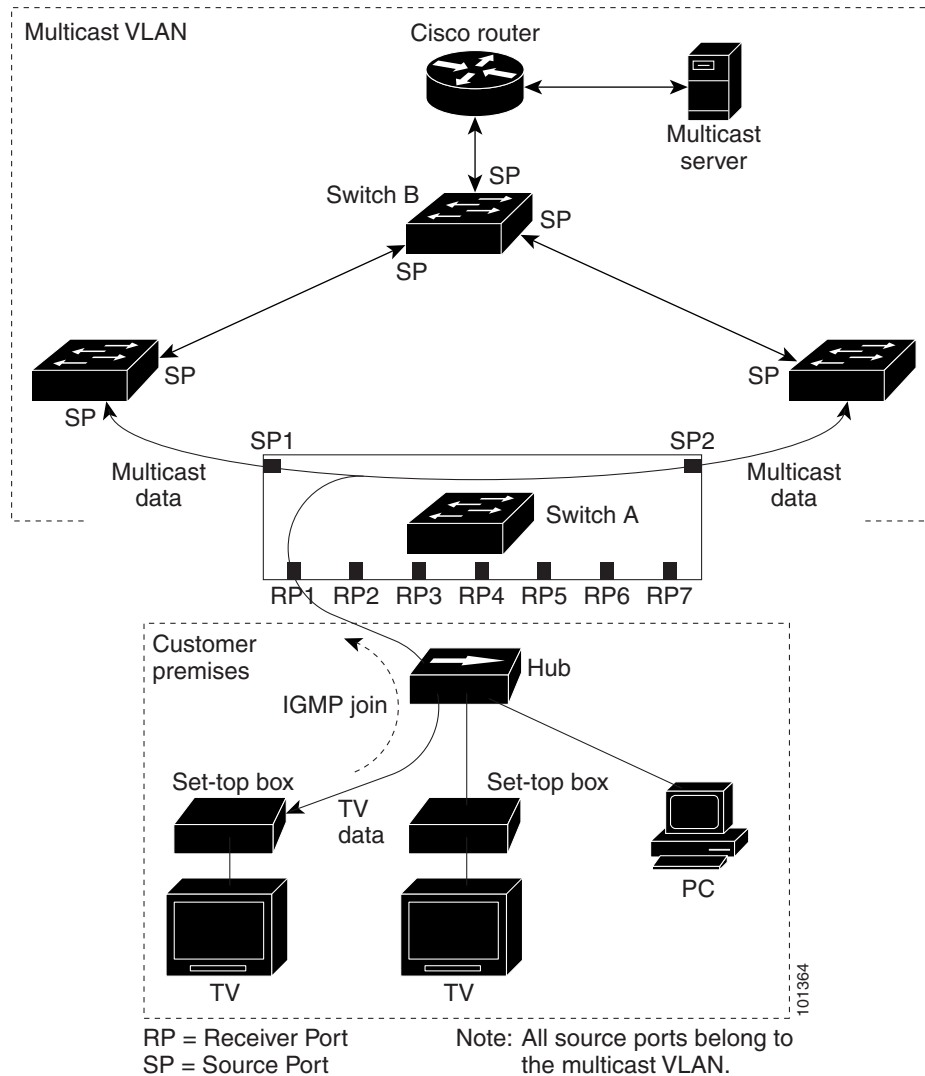 Multicast VLAN
Cisco router
Multicast
server
SP
Switch B
SP
SP
SP
SP
SP
SP1
SP2
Multicast
data
Multicast
data
Switch A
RP1 RP2 RP3 RP4 RP5 RP6 RP7
Customer
premises
Hub
IGMP join
Set-top box
Set-top box
TV
data
PC
TV
TV
101364
RP = Receiver Port
SP = Source Port
Note: All source ports belong to
the multicast VLAN.